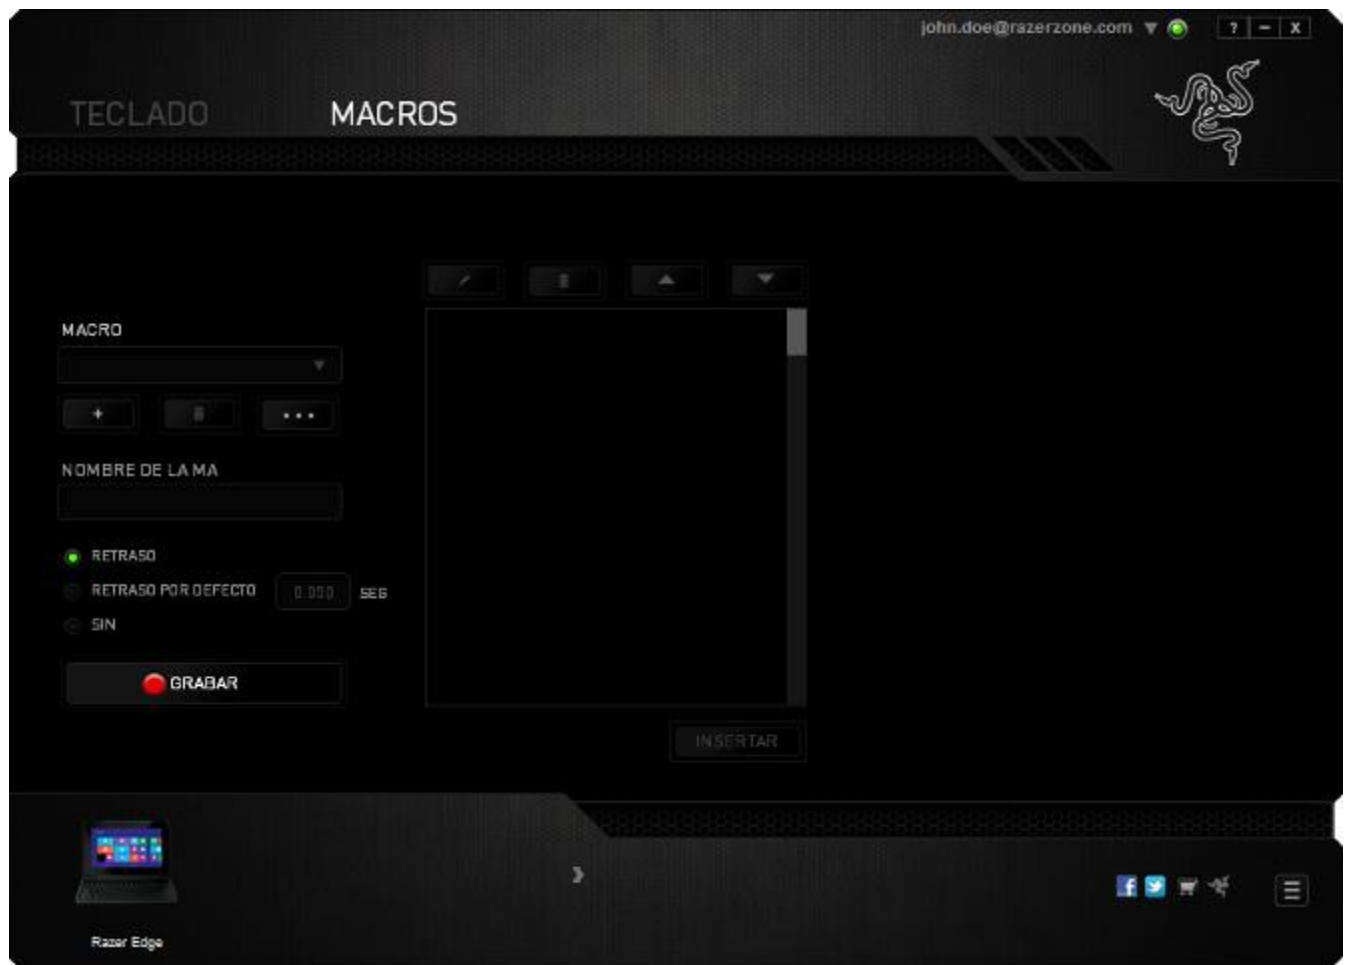 john.doe@razerzone.com
? - X
TECLADO MACROS
MACRO
+ ...
NOMBRE DE LA MA
RETRASO
RETRASO POR DEFECTO 0.000 SEG
SIN
GRABAR
INSERTAR
Razer Edge